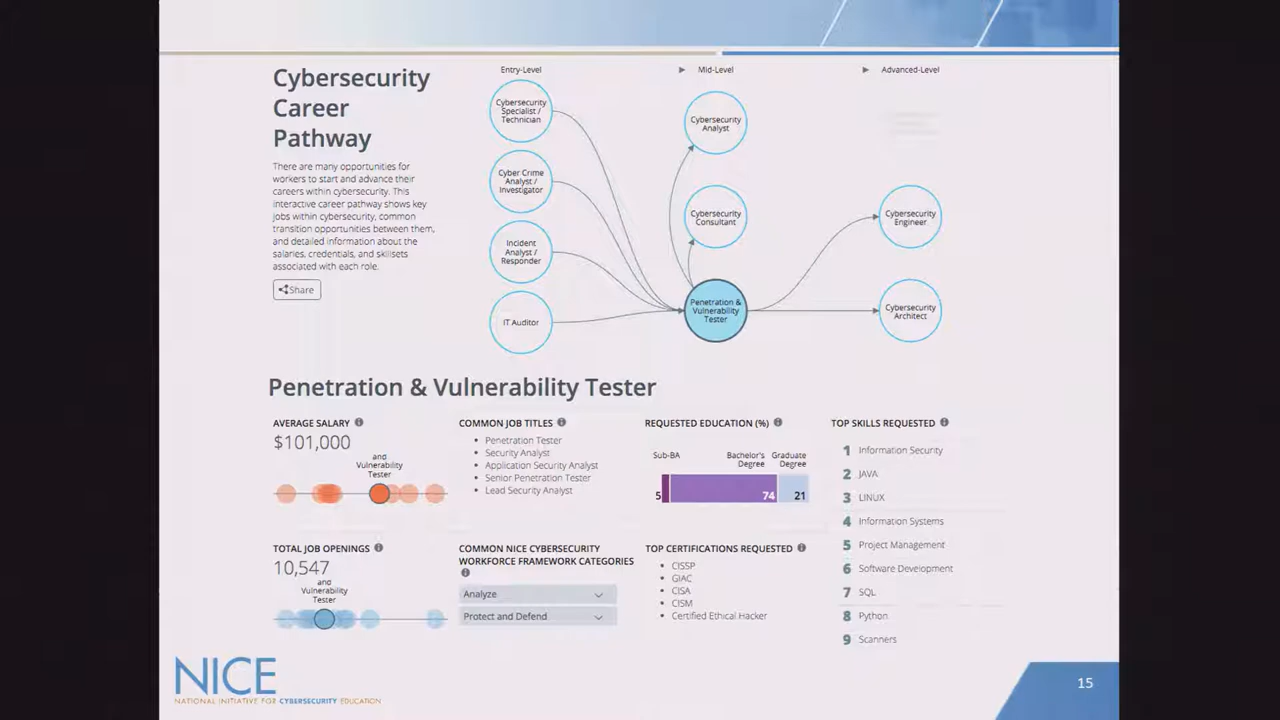 Cybersecurity
Career
Pathway
There are many opportunities for
workers to start and advance their
careers within cybersecurity. This
interactive career pathway shows key
jobs within cybersecurity, common
transition opportunities between them,
and detailed information about the
salaries, credentials, and skillsets
associated with each role.
Share
Entry-Level
Mid-Level
Advanced-Level
Cybersecurity
Specialist /
Technician
Cyber Crime
Analyst /
Investigator
Incident
Analyst /
Responder
IT Auditor
Cybersecurity
Analyst
Cybersecurity
Consultant
Penetration &
Vulnerability
Tester
Cybersecurity
Engineer
Cybersecurity
Architect
Penetration & Vulnerability Tester
AVERAGE SALARY
$101,000
and
Vulnerability
Tester
TOTAL JOB OPENINGS
10,547
and
Vulnerability
Tester
COMMON JOB TITLES
• Penetration Tester
• Security Analyst
• Application Security Analyst
• Senior Penetration Tester
• Lead Security Analyst
COMMON NICE CYBERSECURITY
WORKFORCE FRAMEWORK CATEGORIES
Analyze
Protect and Defend
REQUESTED EDUCATION (%)
Sub-BA
Bachelor's
Degree
Graduate
Degree
5 74 21
TOP CERTIFICATIONS REQUESTED
• CISSP
• GIAC
• CISA
• CISM
• Certified Ethical Hacker
TOP SKILLS REQUESTED
1 Information Security
2 JAVA
3 LINUX
4 Information Systems
5 Project Management
6 Software Development
7 SQL
8 Python
9 Scanners
NICE
NATIONAL INITIATIVE FOR CYBERSECURITY EDUCATION
15